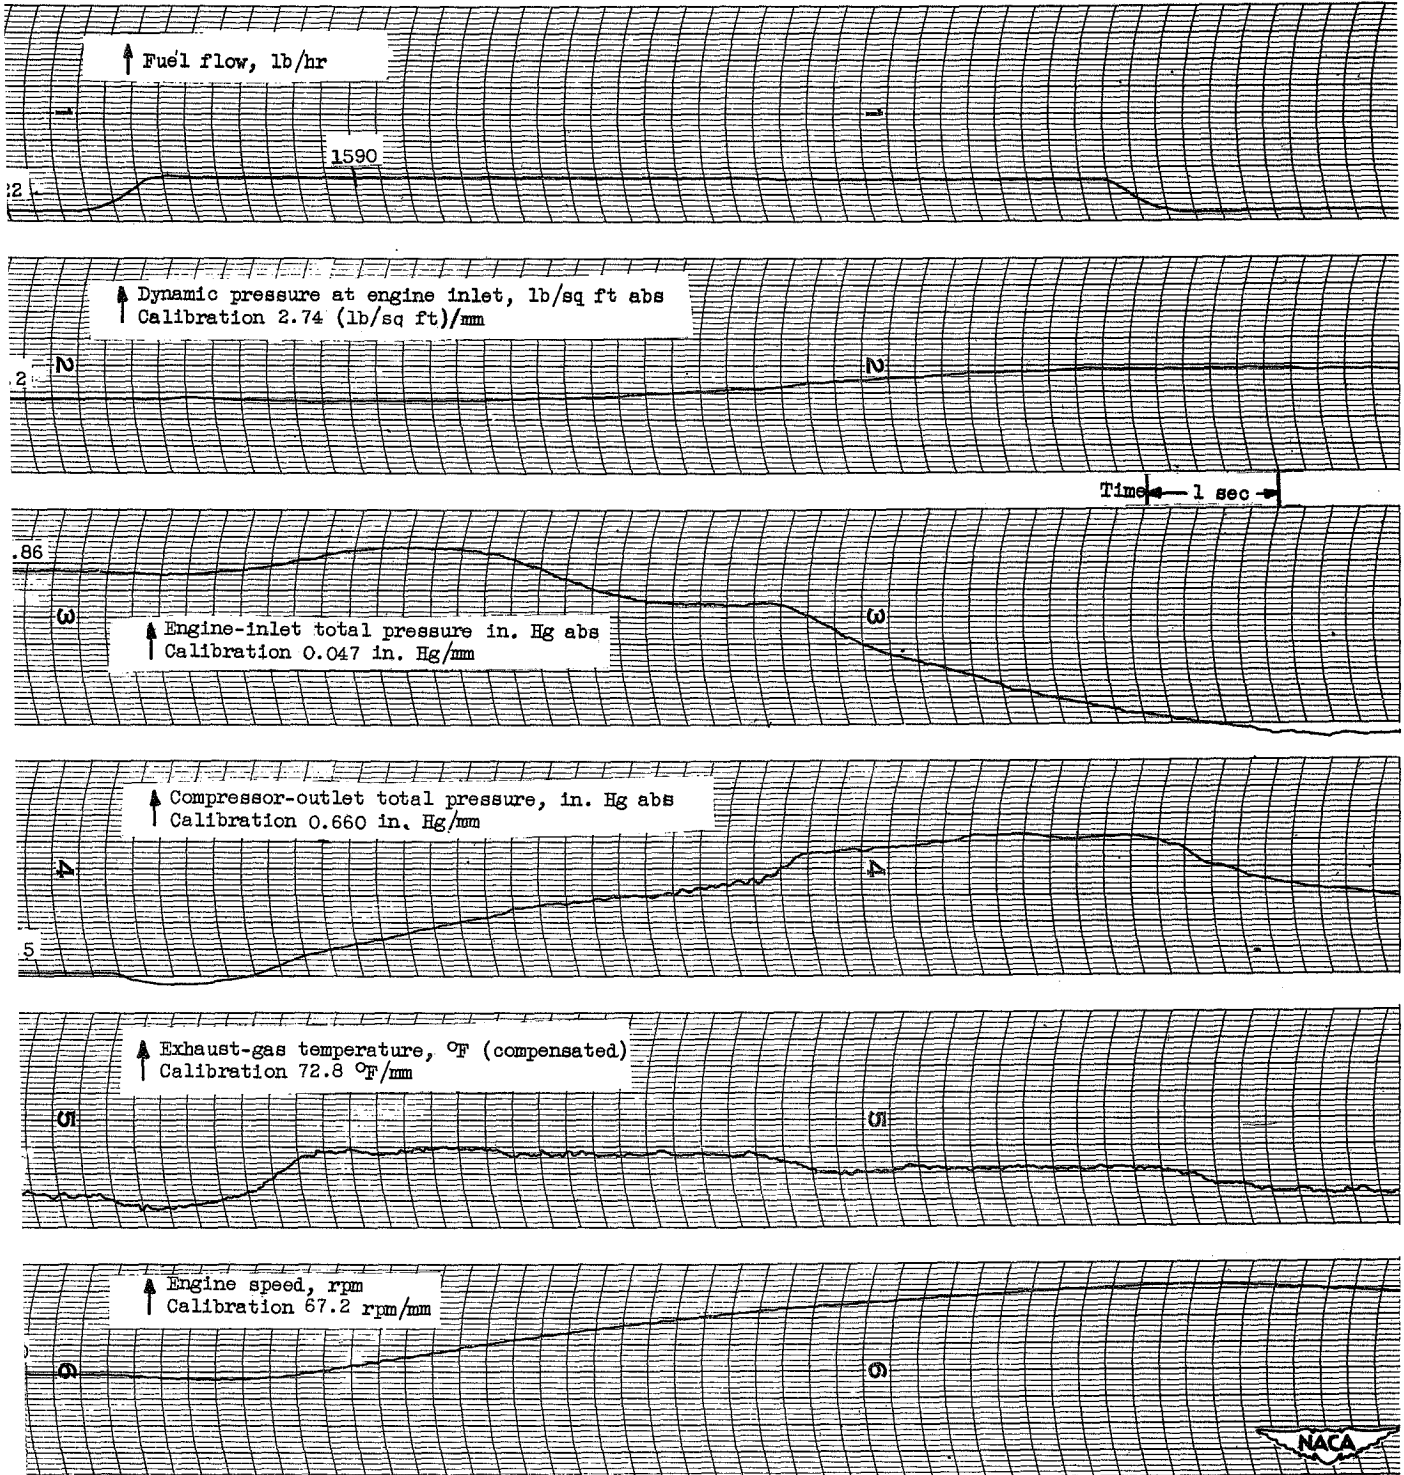 Fuel flow, lb/hr
1
1
1590
22
Dynamic pressure at engine inlet, lb/sq ft abs
Calibration 2.74 (lb/sq ft)/mm
2
2
.2
Time 1 sec
.86
3
3
Engine-inlet total pressure in. Hg abs
Calibration 0.047 in. Hg/mm
Compressor-outlet total pressure, in. Hg abs
Calibration 0.660 in. Hg/mm
4
4
.5
Exhaust-gas temperature, °F (compensated)
Calibration 72.8 °F/mm
5
5
Engine speed, rpm
Calibration 67.2 rpm/mm
6
6
NACA